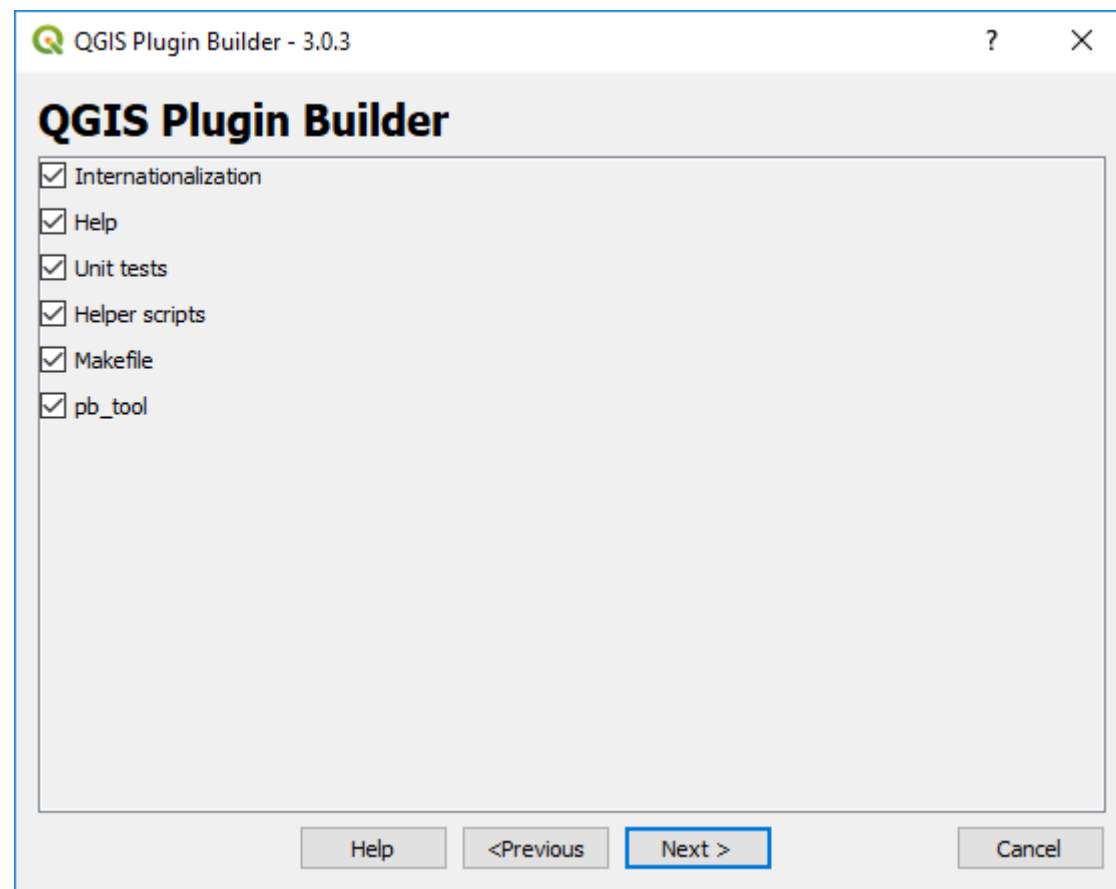 QGIS Plugin Builder - 3.0.3
QGIS Plugin Builder
Internationalization
Help
Unit tests
Helper scripts
Makefile
pb_tool
Help
<Previous
Next >
Cancel